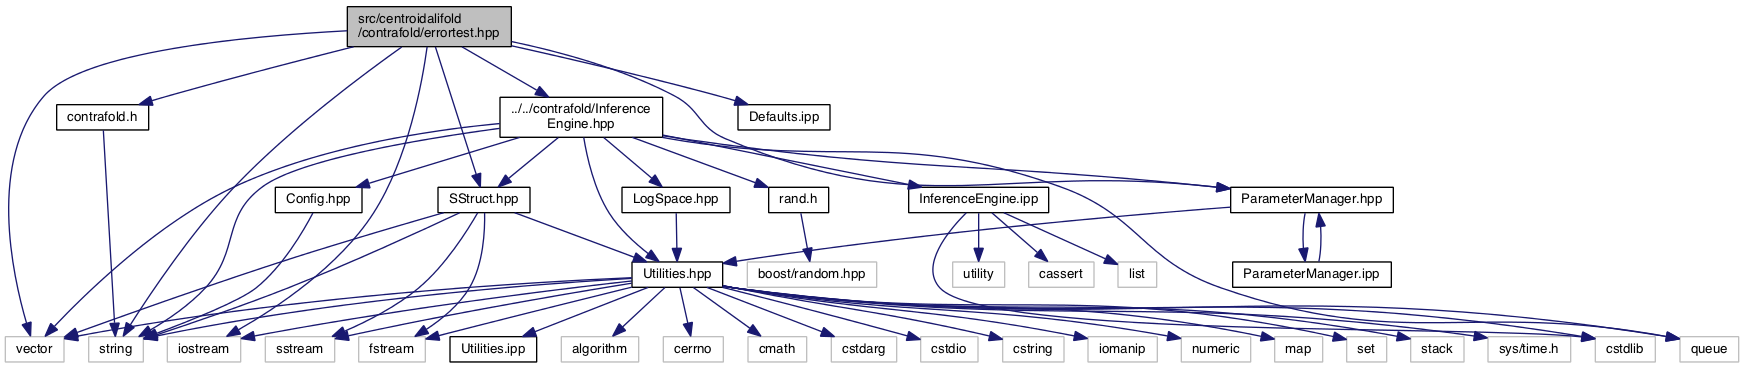 src/centroidalifold
/contrafold/errortest.hpp
contrafold.h
../../contrafold/Inference
Engine.hpp
Defaults.ipp
Config.hpp
SStruct.hpp
LogSpace.hpp
rand.h
InferenceEngine.ipp
ParameterManager.hpp
Utilities.hpp
boost/random.hpp
utility
cassert
list
ParameterManager.ipp
vector
string
iostream
sstream
fstream
Utilities.ipp
algorithm
cerrno
cmath
cstdarg
cstdio
cstring
iomanip
numeric
map
set
stack
sys/time.h
cstdlib
queue